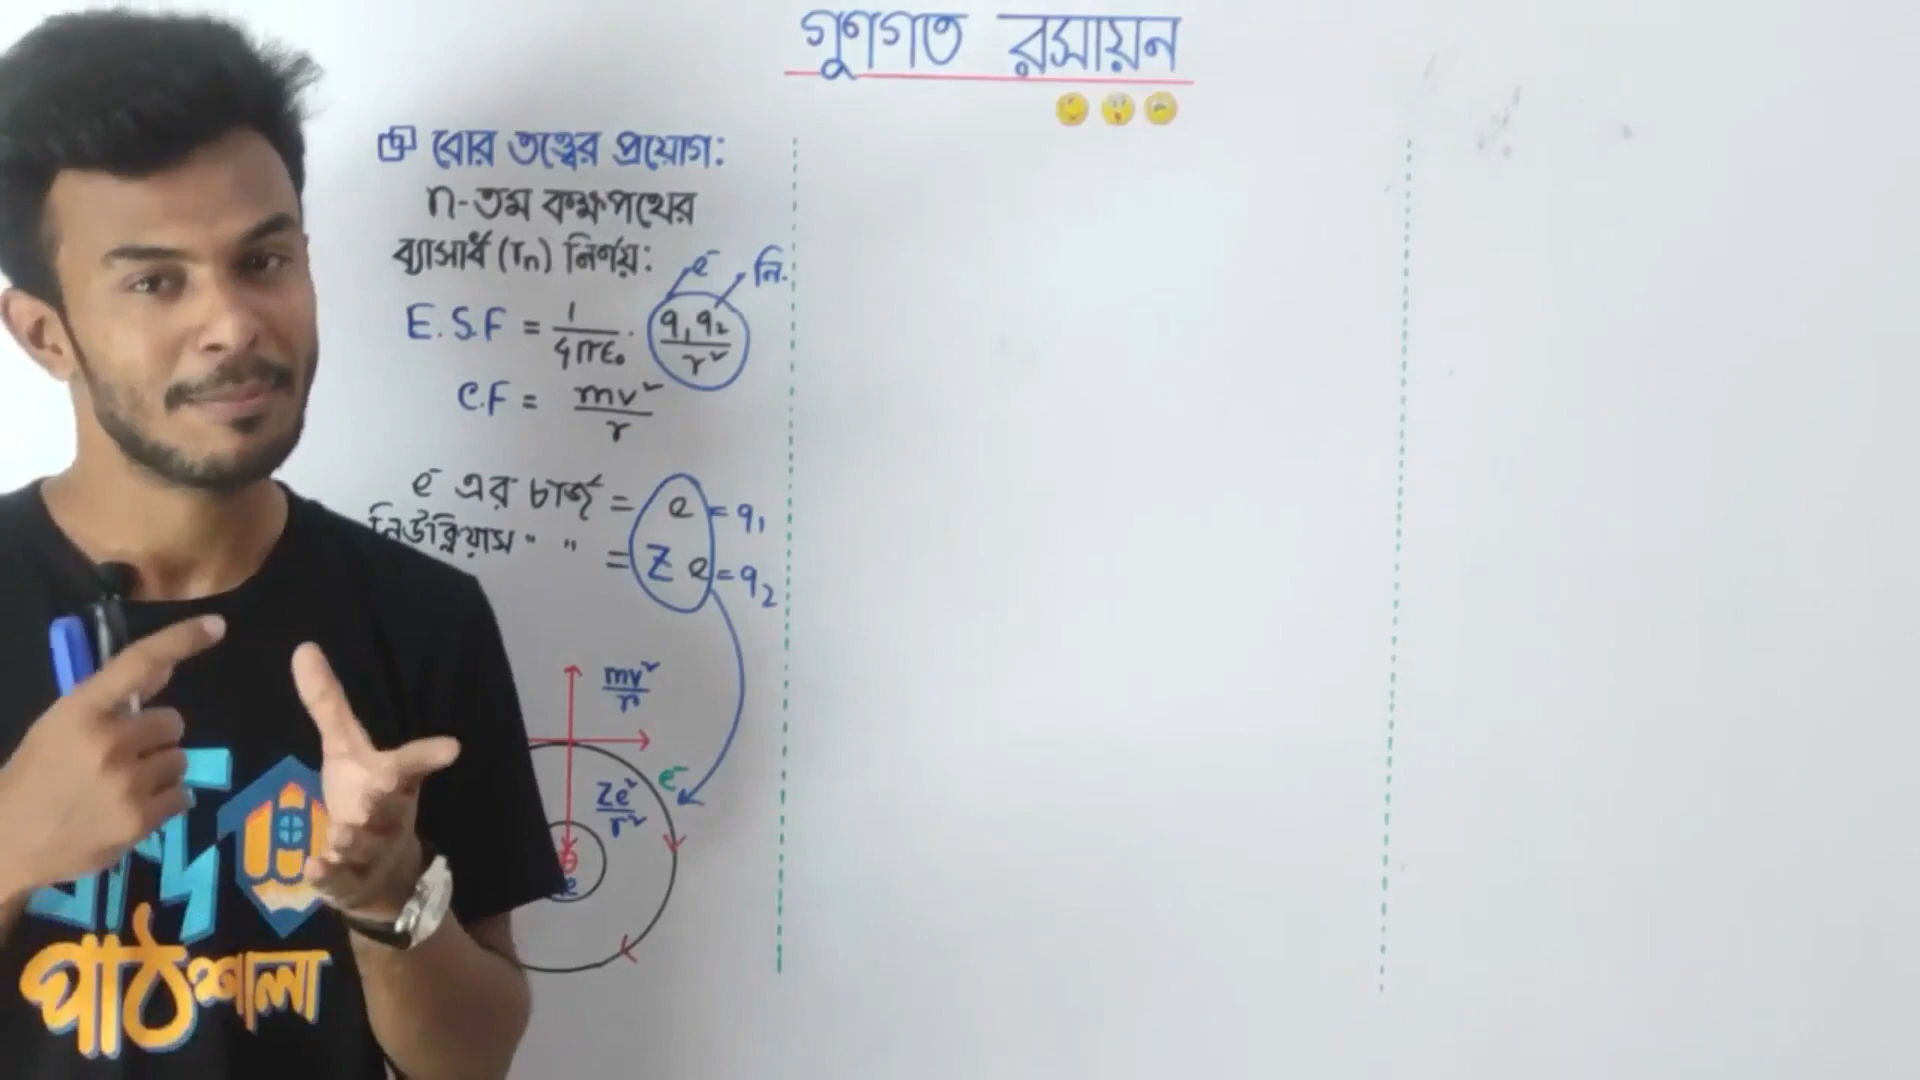 গুণগত রসায়ন
বোর তত্ত্বের প্রয়োগ:
n-তম কক্ষপথের
ব্যাসার্ধ (rₙ) নির্ণয়:
e⁻ নি.
E.S.F = 1/4πε₀ · q₁q₂/r²
C.F = mv²/r
e⁻ এর চার্জ = e = q₁
নিউক্লিয়াস " " = Ze = q₂
mv²/r
e⁻
Ze²/r²
পাঠশালা